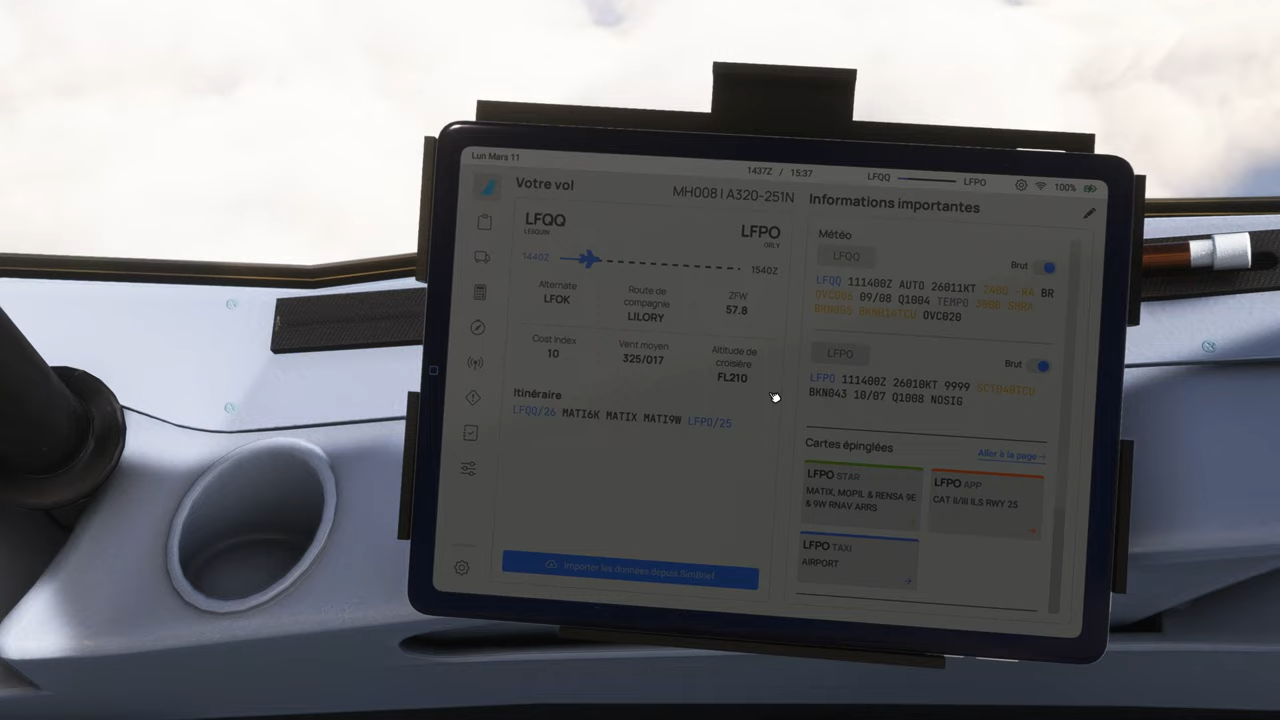 Lun Mars 11
1437Z / 15:37
LFQQ LFPO
100%
Votre vol
MH008 | A320-251N
LFQQ
LESQUIN
LFPO
ORLY
1440Z
1540Z
Alternate
LFOK
Route de
compagnie
LILORY
ZFW
57.8
Cost Index
10
Vent moyen
325/017
Altitude de
croisière
FL210
Itinéraire
LFQQ/26 MATI6K MATIX MATI9W LFPO/25
Importer les données depuis SimBrief
Informations importantes
Météo
LFQQ
Brut
LFQQ 111400Z AUTO 26011KT 2400 -RA BR
OVC006 09/08 Q1004 TEMPO 3000 SHRA
BKN005 BKN014TCU OVC020
LFPO
Brut
LFPO 111400Z 26010KT 9999 SCT040TCU
BKN043 10/07 Q1008 NOSIG
Cartes épinglées
Aller à la page→
LFPO STAR
MATIX, MOPIL & RENSA 9E
& 9W RNAV ARRS
LFPO APP
CAT II/III ILS RWY 25
LFPO TAXI
AIRPORT